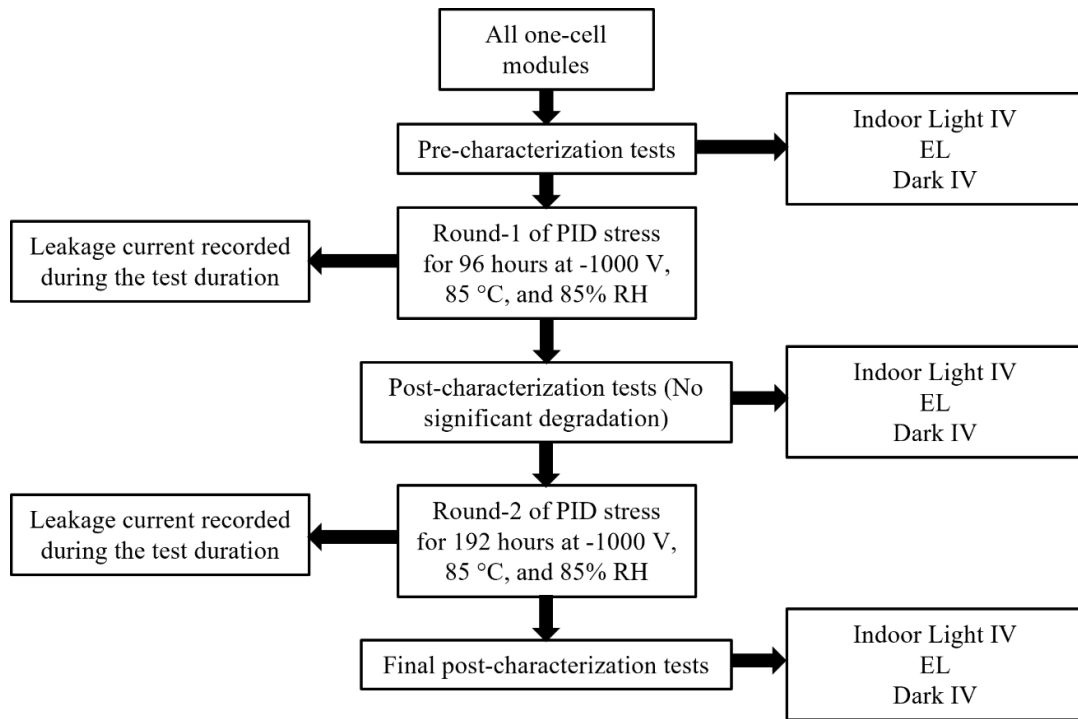 All one-cell
modules
Pre-characterization tests
Indoor Light IV
EL
Dark IV
Round-1 of PID stress
for 96 hours at -1000 V,
85 °C, and 85% RH
Leakage current recorded
during the test duration
Post-characterization tests (No
significant degradation)
Indoor Light IV
EL
Dark IV
Round-2 of PID stress
for 192 hours at -1000 V,
85 °C, and 85% RH
Leakage current recorded
during the test duration
Final post-characterization tests
Indoor Light IV
EL
Dark IV